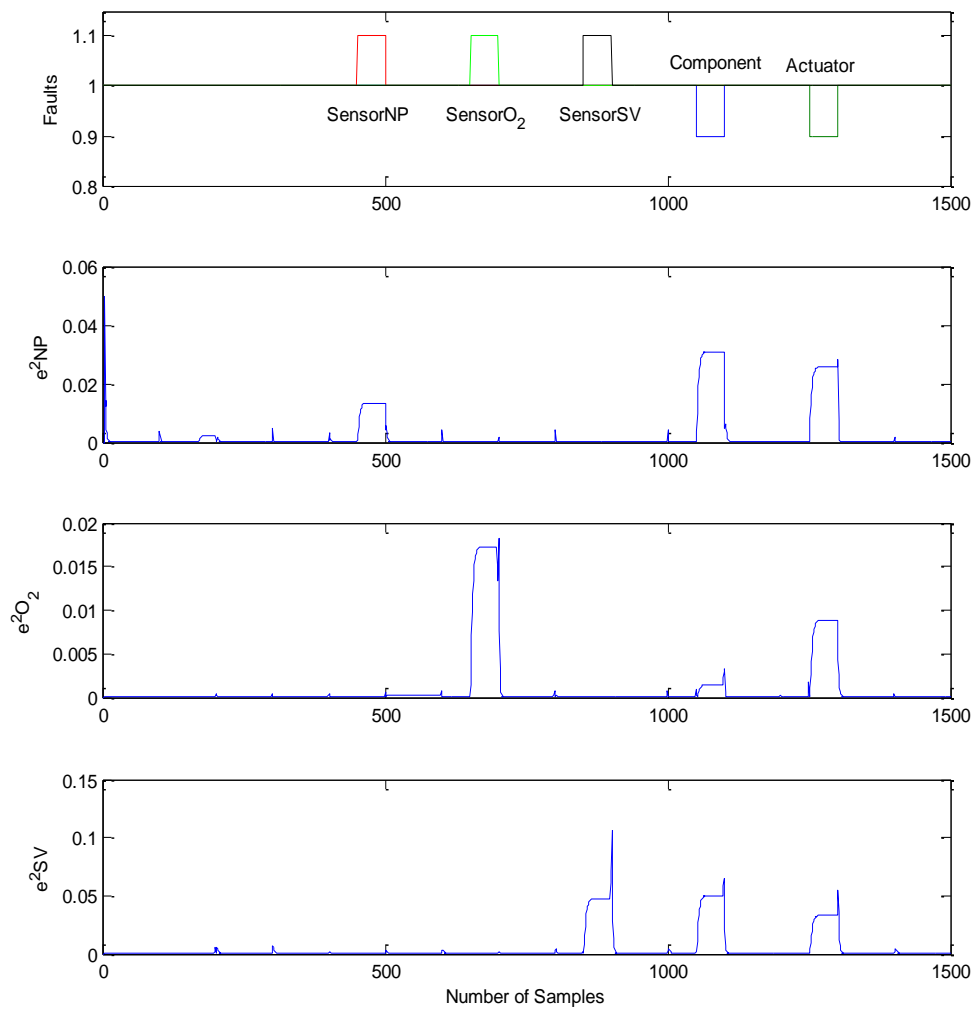 1.1
1
0.9
0.8
Faults
SensorNP
SensorO2
SensorSV
Component
Actuator
0 500 1000 1500
0.06
0.04
0.02
0
e2NP
0 500 1000 1500
0.02
0.015
0.01
0.005
0
e2O2
0 500 1000 1500
0.15
0.1
0.05
0
e2SV
0 500 1000 1500
Number of Samples